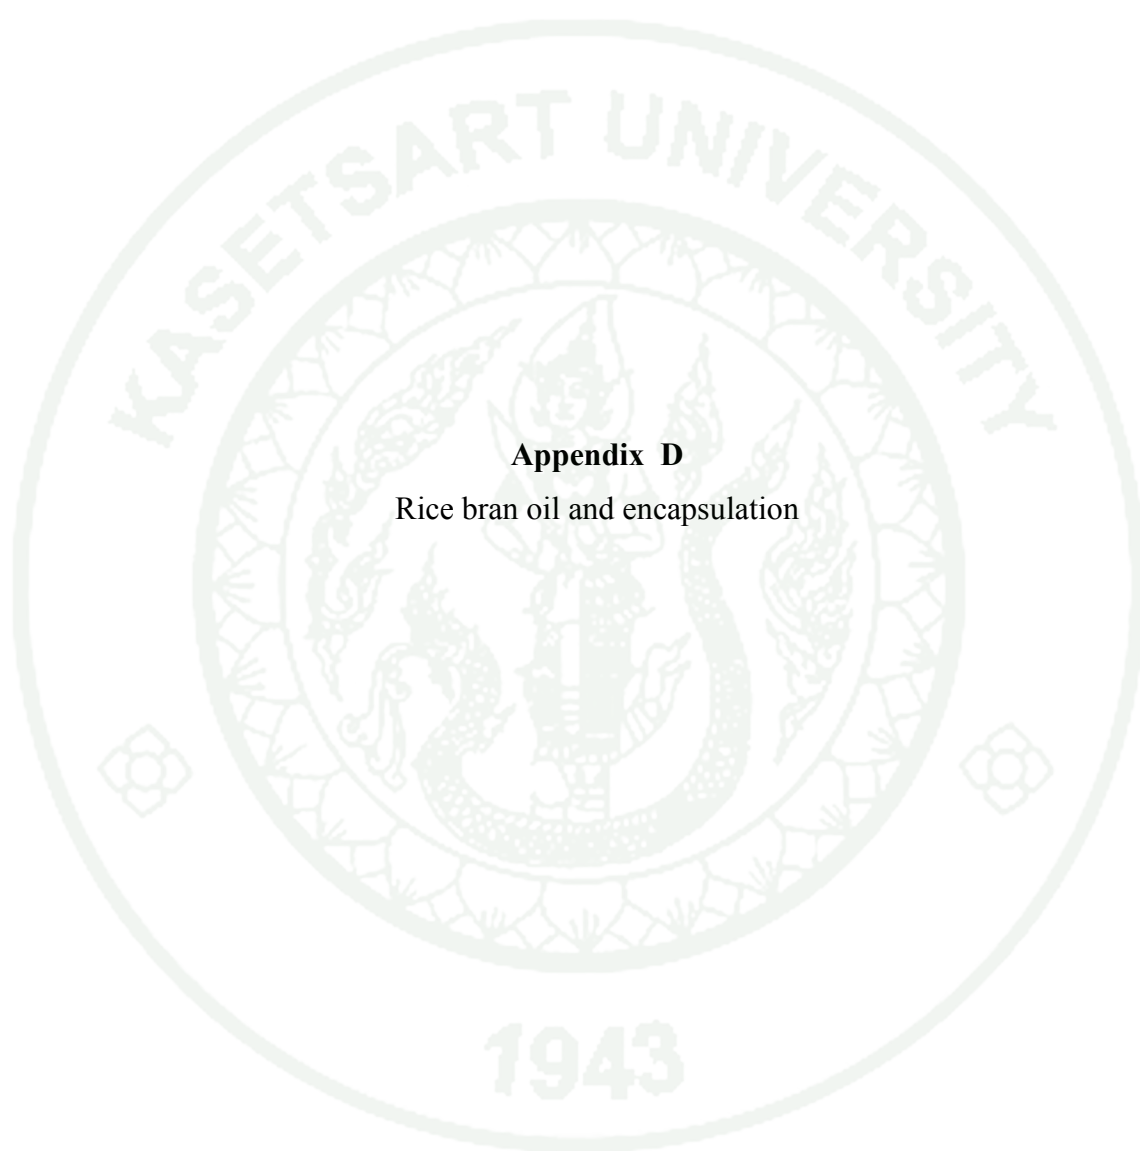 KASETSART UNIVERSITY
Appendix D
Rice bran oil and encapsulation
1943